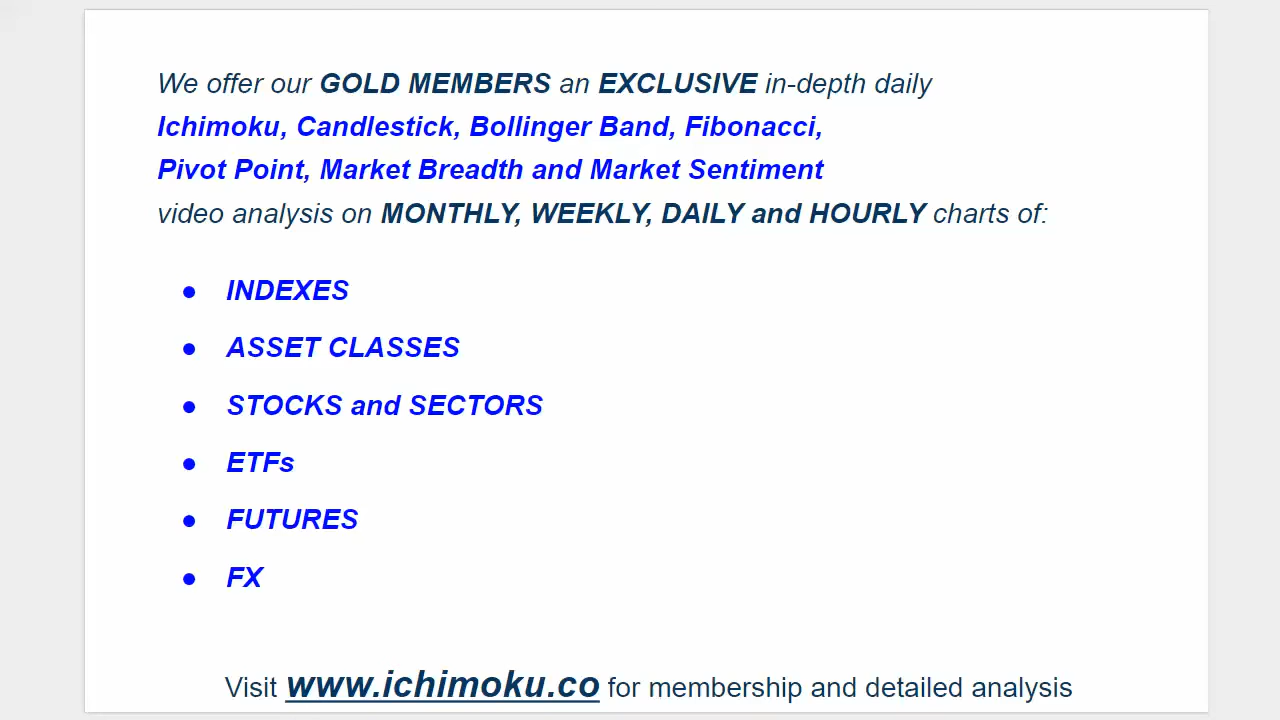 We offer our GOLD MEMBERS an EXCLUSIVE in-depth daily
Ichimoku, Candlestick, Bollinger Band, Fibonacci,
Pivot Point, Market Breadth and Market Sentiment
video analysis on MONTHLY, WEEKLY, DAILY and HOURLY charts of:
● INDEXES
● ASSET CLASSES
● STOCKS and SECTORS
● ETFs
● FUTURES
● FX
Visit www.ichimoku.co for membership and detailed analysis